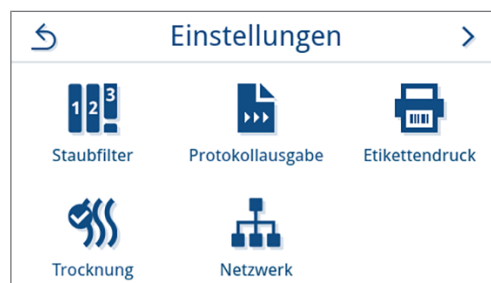 Einstellungen
1 2 3
Staubfilter Protokollausgabe Etikettendruck
Trocknung Netzwerk